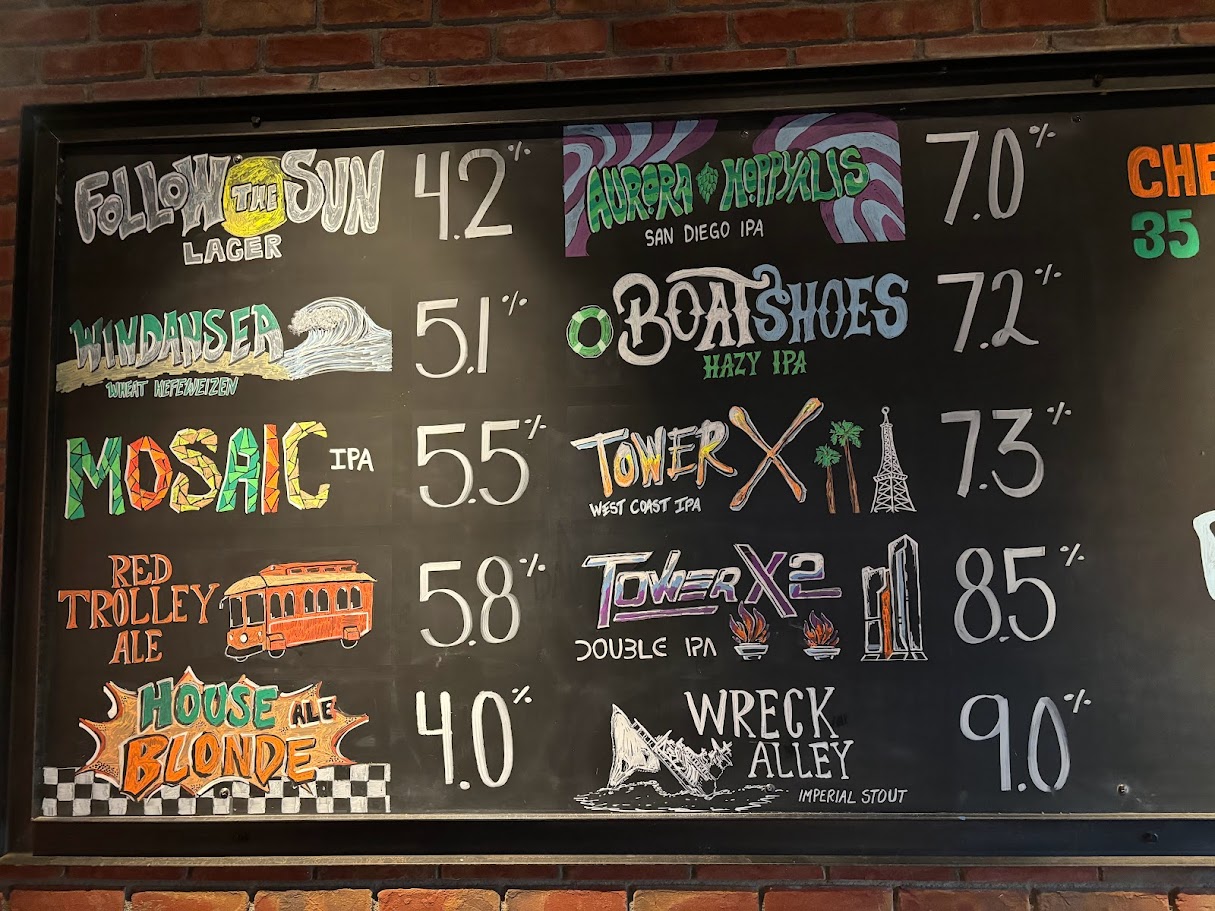 FOLLOW THE SUN 4.2%
LAGER
WINDANSEA 5.1%
WHEAT HEFEWEIZEN
MOSAIC IPA 5.5%
RED
TROLLEY 5.8%
ALE
HOUSE ALE
BLONDE 4.0%
AURORA HOPPYALIS 7.0%
SAN DIEGO IPA
BOATSHOES 7.2%
HAZY IPA
TOWER X 7.3%
WEST COAST IPA
TOWER X2 8.5%
DOUBLE IPA
WRECK
ALLEY 9.0%
IMPERIAL STOUT
CHE
35